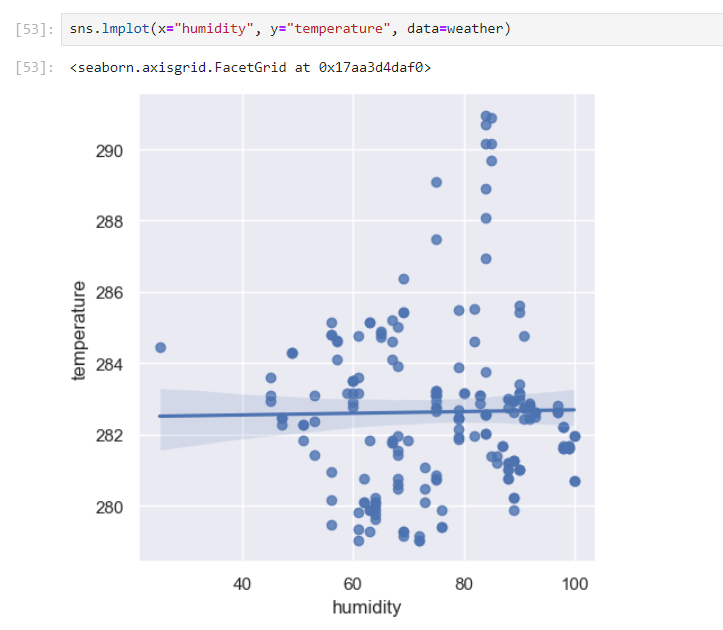 [53]: sns.lmplot(x="humidity", y="temperature", data=weather)
[53]: <seaborn.axisgrid.FacetGrid at 0x17aa3d4daf0>
290
288
286
284
282
280
temperature
40 60 80 100
humidity